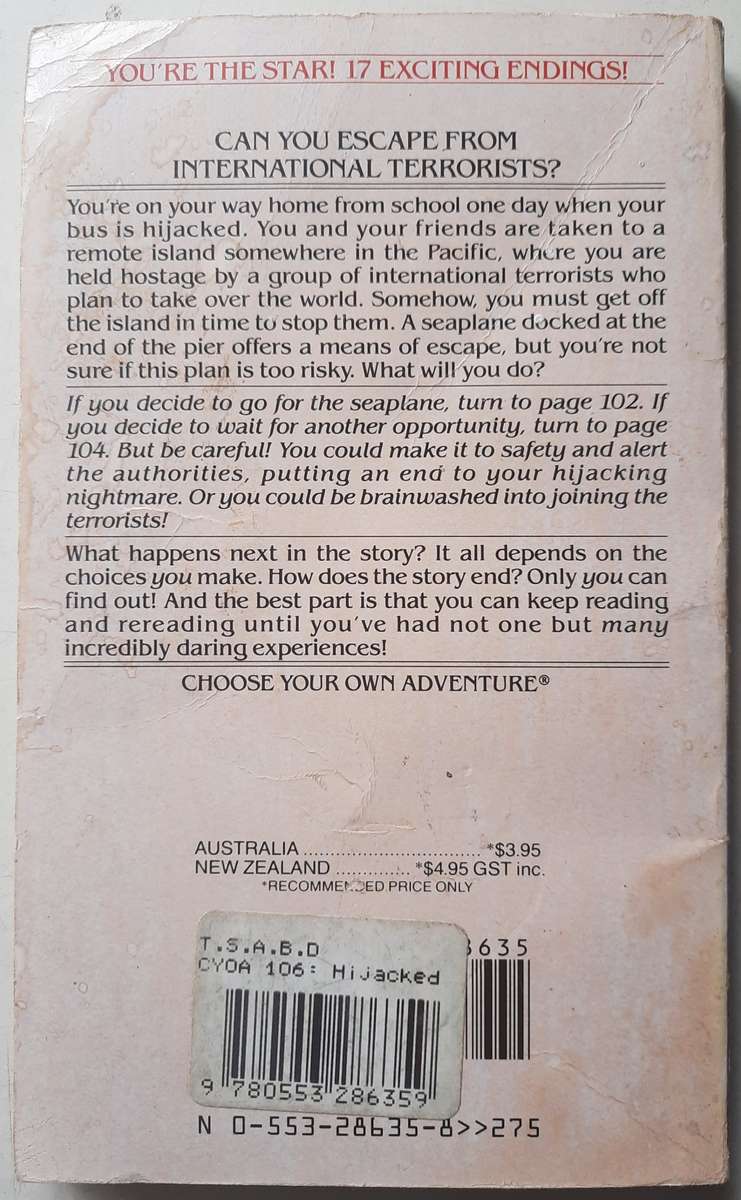 YOU'RE THE STAR! 17 EXCITING ENDINGS!
CAN YOU ESCAPE FROM
INTERNATIONAL TERRORISTS?
You're on your way home from school one day when your
bus is hijacked. You and your friends are taken to a
remote island somewhere in the Pacific, where you are
held hostage by a group of international terrorists who
plan to take over the world. Somehow, you must get off
the island in time to stop them. A seaplane docked at the
end of the pier offers a means of escape, but you're not
sure if this plan is too risky. What will you do?
If you decide to go for the seaplane, turn to page 102. If
you decide to wait for another opportunity, turn to page
104. But be careful! You could make it to safety and alert
the authorities, putting an end to your hijacking
nightmare. Or you could be brainwashed into joining the
terrorists!
What happens next in the story? It all depends on the
choices you make. How does the story end? Only you can
find out! And the best part is that you can keep reading
and rereading until you've had not one but many
incredibly daring experiences!
CHOOSE YOUR OWN ADVENTURE®
AUSTRALIA ................................ *$3.95
NEW ZEALAND ............. *$4.95 GST inc.
*RECOMMENDED PRICE ONLY
T.S.A.B.D
CYOA 106: Hijacked
9 780553 286359
8635
N 0-553-28635-8>>275